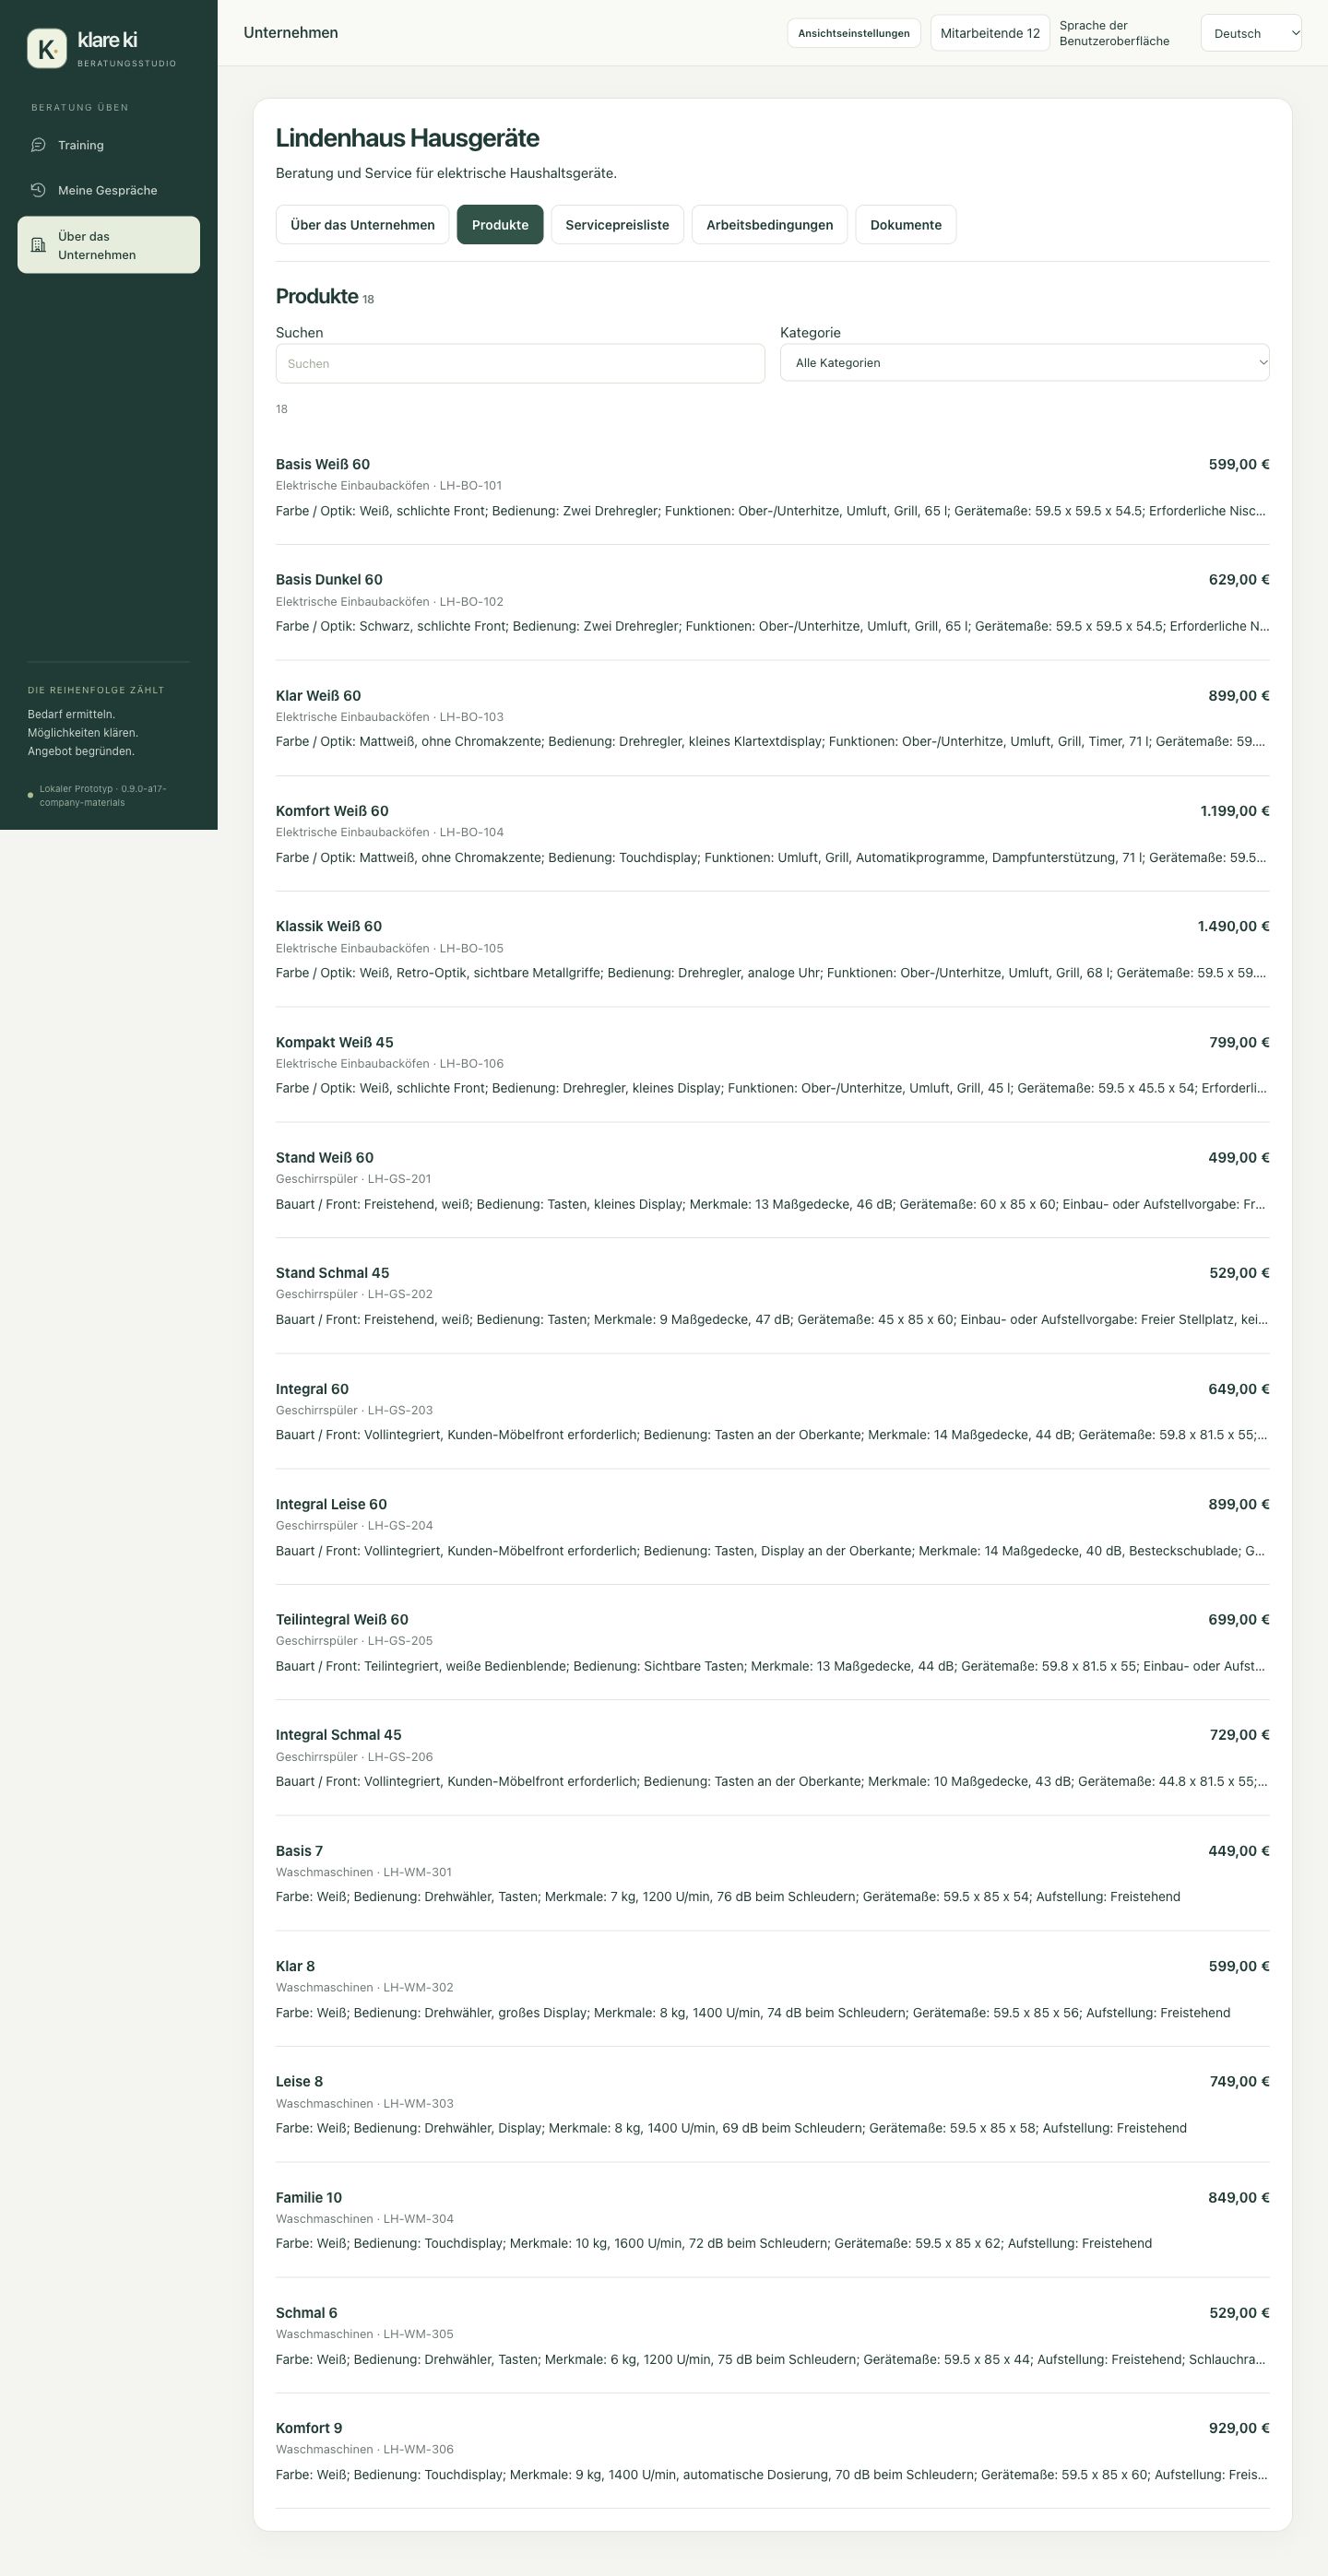 K
klare ki
BERATUNGSSTUDIO
BERATUNG ÜBEN
Training
Meine Gespräche
Über das
Unternehmen
DIE REIHENFOLGE ZÄHLT
Bedarf ermitteln.
Möglichkeiten klären.
Angebot begründen.
Lokaler Prototyp · 0.9.0-a17-
company-materials
Unternehmen
Ansichtseinstellungen
Mitarbeitende 12
Sprache der
Benutzeroberfläche
Deutsch
Lindenhaus Hausgeräte
Beratung und Service für elektrische Haushaltsgeräte.
Über das Unternehmen
Produkte
Servicepreisliste
Arbeitsbedingungen
Dokumente
Produkte 18
Suchen
Kategorie
Suchen
Alle Kategorien
18
Basis Weiß 60 599,00 €
Elektrische Einbaubacköfen · LH-BO-101
Farbe / Optik: Weiß, schlichte Front; Bedienung: Zwei Drehregler; Funktionen: Ober-/Unterhitze, Umluft, Grill, 65 l; Gerätemaße: 59.5 x 59.5 x 54.5; Erforderliche Nisc...
Basis Dunkel 60 629,00 €
Elektrische Einbaubacköfen · LH-BO-102
Farbe / Optik: Schwarz, schlichte Front; Bedienung: Zwei Drehregler; Funktionen: Ober-/Unterhitze, Umluft, Grill, 65 l; Gerätemaße: 59.5 x 59.5 x 54.5; Erforderliche N...
Klar Weiß 60 899,00 €
Elektrische Einbaubacköfen · LH-BO-103
Farbe / Optik: Mattweiß, ohne Chromakzente; Bedienung: Drehregler, kleines Klartextdisplay; Funktionen: Ober-/Unterhitze, Umluft, Grill, Timer, 71 l; Gerätemaße: 59....
Komfort Weiß 60 1.199,00 €
Elektrische Einbaubacköfen · LH-BO-104
Farbe / Optik: Mattweiß, ohne Chromakzente; Bedienung: Touchdisplay; Funktionen: Umluft, Grill, Automatikprogramme, Dampfunterstützung, 71 l; Gerätemaße: 59.5...
Klassik Weiß 60 1.490,00 €
Elektrische Einbaubacköfen · LH-BO-105
Farbe / Optik: Weiß, Retro-Optik, sichtbare Metallgriffe; Bedienung: Drehregler, analoge Uhr; Funktionen: Ober-/Unterhitze, Umluft, Grill, 68 l; Gerätemaße: 59.5 x 59....
Kompakt Weiß 45 799,00 €
Elektrische Einbaubacköfen · LH-BO-106
Farbe / Optik: Weiß, schlichte Front; Bedienung: Drehregler, kleines Display; Funktionen: Ober-/Unterhitze, Umluft, Grill, 45 l; Gerätemaße: 59.5 x 45.5 x 54; Erforderli...
Stand Weiß 60 499,00 €
Geschirrspüler · LH-GS-201
Bauart / Front: Freistehend, weiß; Bedienung: Tasten, kleines Display; Merkmale: 13 Maßgedecke, 46 dB; Gerätemaße: 60 x 85 x 60; Einbau- oder Aufstellvorgabe: Fr...
Stand Schmal 45 529,00 €
Geschirrspüler · LH-GS-202
Bauart / Front: Freistehend, weiß; Bedienung: Tasten; Merkmale: 9 Maßgedecke, 47 dB; Gerätemaße: 45 x 85 x 60; Einbau- oder Aufstellvorgabe: Freier Stellplatz, kei...
Integral 60 649,00 €
Geschirrspüler · LH-GS-203
Bauart / Front: Vollintegriert, Kunden-Möbelfront erforderlich; Bedienung: Tasten an der Oberkante; Merkmale: 14 Maßgedecke, 44 dB; Gerätemaße: 59.8 x 81.5 x 55;...
Integral Leise 60 899,00 €
Geschirrspüler · LH-GS-204
Bauart / Front: Vollintegriert, Kunden-Möbelfront erforderlich; Bedienung: Tasten, Display an der Oberkante; Merkmale: 14 Maßgedecke, 40 dB, Besteckschublade; G...
Teilintegral Weiß 60 699,00 €
Geschirrspüler · LH-GS-205
Bauart / Front: Teilintegriert, weiße Bedienblende; Bedienung: Sichtbare Tasten; Merkmale: 13 Maßgedecke, 44 dB; Gerätemaße: 59.8 x 81.5 x 55; Einbau- oder Aufst...
Integral Schmal 45 729,00 €
Geschirrspüler · LH-GS-206
Bauart / Front: Vollintegriert, Kunden-Möbelfront erforderlich; Bedienung: Tasten an der Oberkante; Merkmale: 10 Maßgedecke, 43 dB; Gerätemaße: 44.8 x 81.5 x 55;...
Basis 7 449,00 €
Waschmaschinen · LH-WM-301
Farbe: Weiß; Bedienung: Drehwähler, Tasten; Merkmale: 7 kg, 1200 U/min, 76 dB beim Schleudern; Gerätemaße: 59.5 x 85 x 54; Aufstellung: Freistehend
Klar 8 599,00 €
Waschmaschinen · LH-WM-302
Farbe: Weiß; Bedienung: Drehwähler, großes Display; Merkmale: 8 kg, 1400 U/min, 74 dB beim Schleudern; Gerätemaße: 59.5 x 85 x 56; Aufstellung: Freistehend
Leise 8 749,00 €
Waschmaschinen · LH-WM-303
Farbe: Weiß; Bedienung: Drehwähler, Display; Merkmale: 8 kg, 1400 U/min, 69 dB beim Schleudern; Gerätemaße: 59.5 x 85 x 58; Aufstellung: Freistehend
Familie 10 849,00 €
Waschmaschinen · LH-WM-304
Farbe: Weiß; Bedienung: Touchdisplay; Merkmale: 10 kg, 1600 U/min, 72 dB beim Schleudern; Gerätemaße: 59.5 x 85 x 62; Aufstellung: Freistehend
Schmal 6 529,00 €
Waschmaschinen · LH-WM-305
Farbe: Weiß; Bedienung: Drehwähler, Tasten; Merkmale: 6 kg, 1200 U/min, 75 dB beim Schleudern; Gerätemaße: 59.5 x 85 x 44; Aufstellung: Freistehend; Schlauchra...
Komfort 9 929,00 €
Waschmaschinen · LH-WM-306
Farbe: Weiß; Bedienung: Touchdisplay; Merkmale: 9 kg, 1400 U/min, automatische Dosierung, 70 dB beim Schleudern; Gerätemaße: 59.5 x 85 x 60; Aufstellung: Freis...